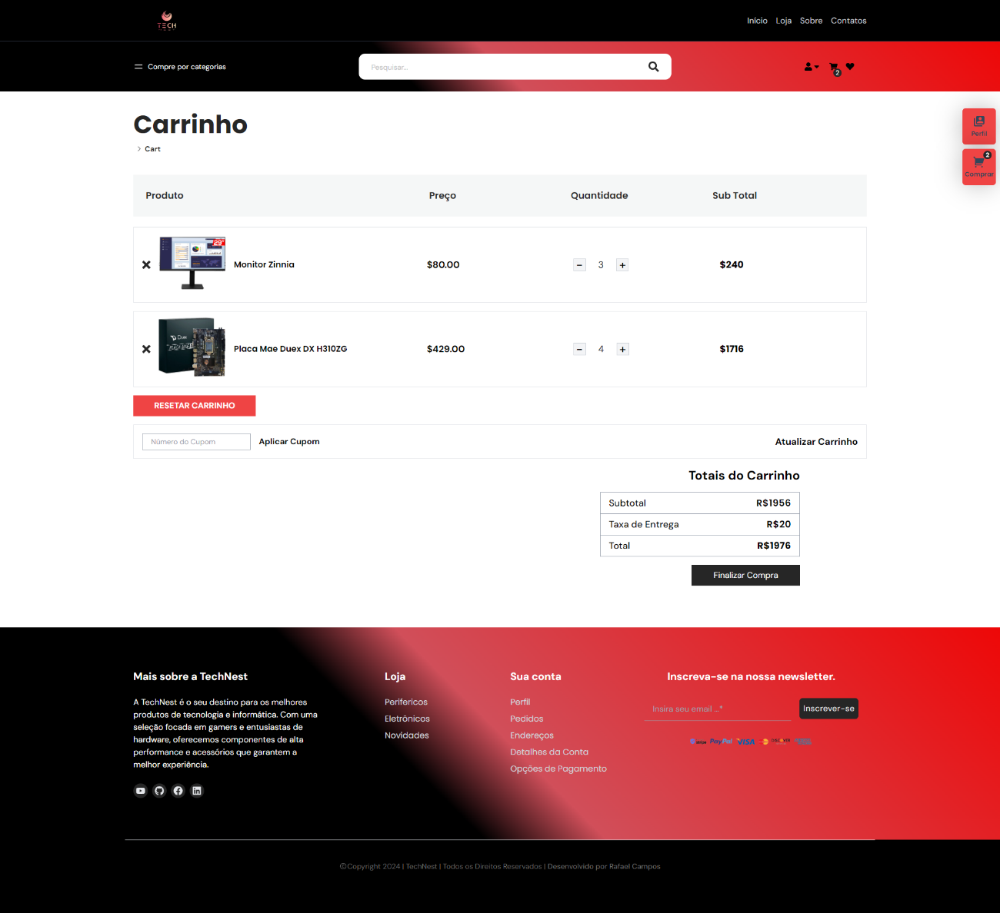 TECH
Início Loja Sobre Contatos
Compre por categorias
Pesquisar...
2
Carrinho
Cart
Perfil
2
Comprar
Produto Preço Quantidade Sub Total
29"
Monitor Zinnia $80.00 − 3 + $240
Duex
Placa Mae Duex DX H310ZG $429.00 − 4 + $1716
RESETAR CARRINHO
Número do Cupom Aplicar Cupom Atualizar Carrinho
Totais do Carrinho
Subtotal R$1956
Taxa de Entrega R$20
Total R$1976
Finalizar Compra
Mais sobre a TechNest
A TechNest é o seu destino para os melhores
produtos de tecnologia e informática. Com uma
seleção focada em gamers e entusiastas de
hardware, oferecemos componentes de alta
performance e acessórios que garantem a
melhor experiência.
Loja
Perifericos
Eletrônicos
Novidades
Sua conta
Perfil
Pedidos
Endereços
Detalhes da Conta
Opções de Pagamento
Inscreva-se na nossa newsletter.
Insira seu email ...* Inscrever-se
PayPal VISA
©Copyright 2024 | TechNest | Todos os Direitos Reservados | Desenvolvido por Rafael Campos